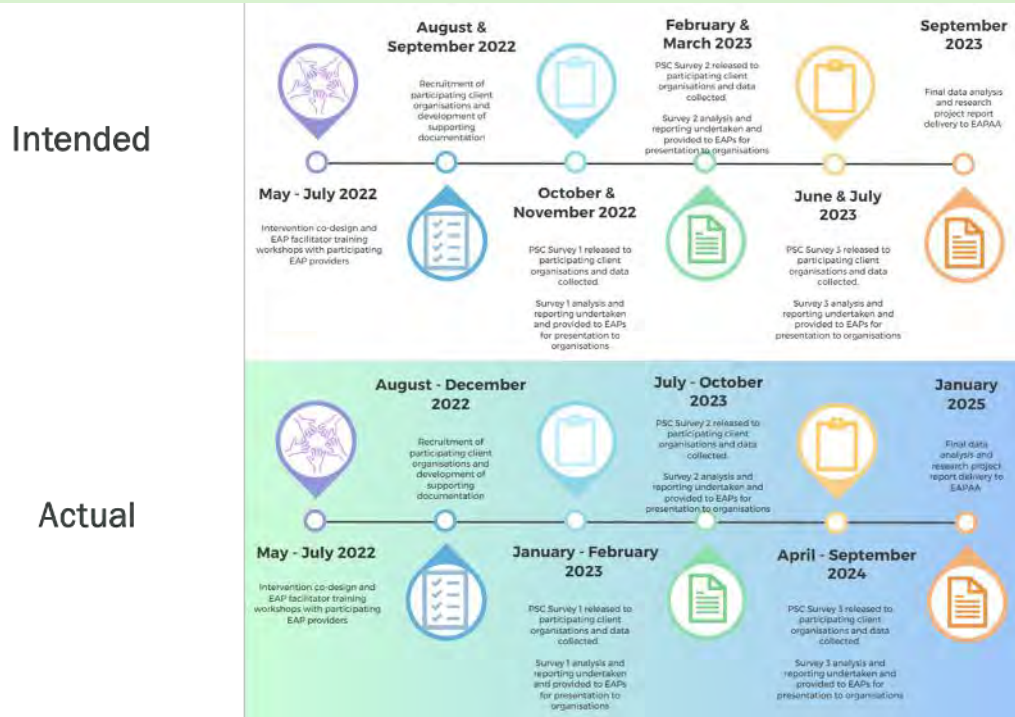 Intended
August &
September 2022
Recruitment of
participating client
organisations and
development of
supporting
documentation
February &
March 2023
PSC Survey 2 released to
participating client
organisations and data
collected.
Survey 2 analysis and
reporting undertaken and
provided to EAPs for
presentation to organisations
September
2023
Final data analysis
and research
project report
delivery to EAPAA
May - July 2022
Intervention co-design and
EAP facilitator training
workshops with participating
EAP providers
October &
November 2022
PSC Survey 1 released to
participating client
organisations and data
collected.
Survey 1 analysis and
reporting undertaken
and provided to EAPs
for presentation to
organisations
June & July
2023
PSC Survey 3 released to
participating client
organisations and data
collected.
Survey 3 analysis and
reporting undertaken and
provided to EAPs for
presentation to organisations
Actual
August - December
2022
Recruitment of
participating client
organisations and
development of
supporting
documentation
July - October
2023
PSC Survey 2 released to
participating client
organisations and data
collected.
Survey 2 analysis and
reporting undertaken and
provided to EAPs for
presentation to organisations
January
2025
Final data
analysis and
research project
report delivery to
EAPAA
May - July 2022
Intervention co-design and
EAP facilitator training
workshops with participating
EAP providers
January - February
2023
PSC Survey 1 released to
participating client
organisations and data
collected.
Survey 1 analysis and
reporting undertaken
and provided to EAPs
for presentation to
organisations
April - September
2024
PSC Survey 3 released to
participating client
organisations and data
collected.
Survey 3 analysis and
reporting undertaken and
provided to EAPs for
presentation to organisations